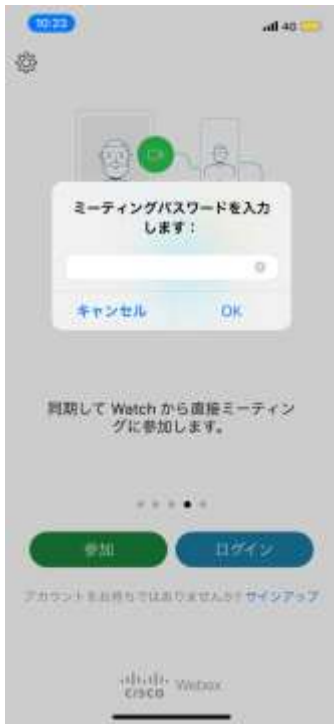 10:23
4G
ミーティングパスワードを入力
します：
キャンセル
OK
同期して Watch から直接ミーティン
グに参加します。
参加
ログイン
アカウントをお持ちではありませんか? サインアップ
CISCO Webex